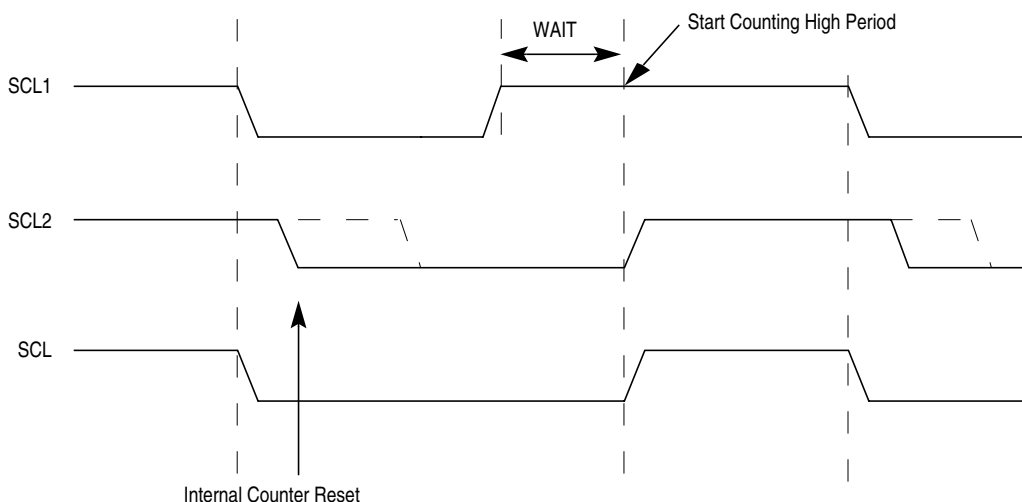 WAIT
Start Counting High Period
SCL1
SCL2
SCL
Internal Counter Reset